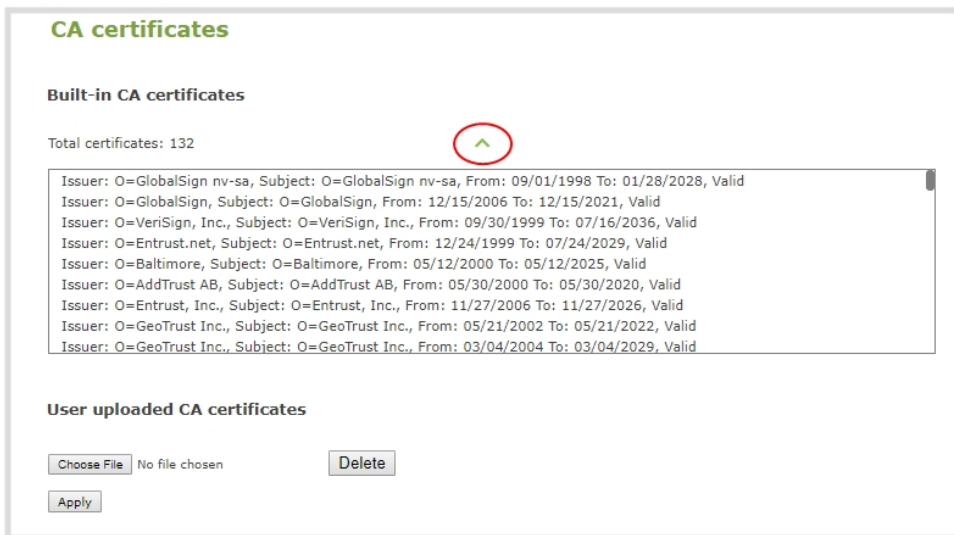 CA certificates
Built-in CA certificates
Total certificates: 132
Issuer: O=GlobalSign nv-sa, Subject: O=GlobalSign nv-sa, From: 09/01/1998 To: 01/28/2028, Valid
Issuer: O=GlobalSign, Subject: O=GlobalSign, From: 12/15/2006 To: 12/15/2021, Valid
Issuer: O=VeriSign, Inc., Subject: O=VeriSign, Inc., From: 09/30/1999 To: 07/16/2036, Valid
Issuer: O=Entrust.net, Subject: O=Entrust.net, From: 12/24/1999 To: 07/24/2029, Valid
Issuer: O=Baltimore, Subject: O=Baltimore, From: 05/12/2000 To: 05/12/2025, Valid
Issuer: O=AddTrust AB, Subject: O=AddTrust AB, From: 05/30/2000 To: 05/30/2020, Valid
Issuer: O=Entrust, Inc., Subject: O=Entrust, Inc., From: 11/27/2006 To: 11/27/2026, Valid
Issuer: O=GeoTrust Inc., Subject: O=GeoTrust Inc., From: 05/21/2002 To: 05/21/2022, Valid
Issuer: O=GeoTrust Inc., Subject: O=GeoTrust Inc., From: 03/04/2004 To: 03/04/2029, Valid
User uploaded CA certificates
Choose File No file chosen Delete
Apply